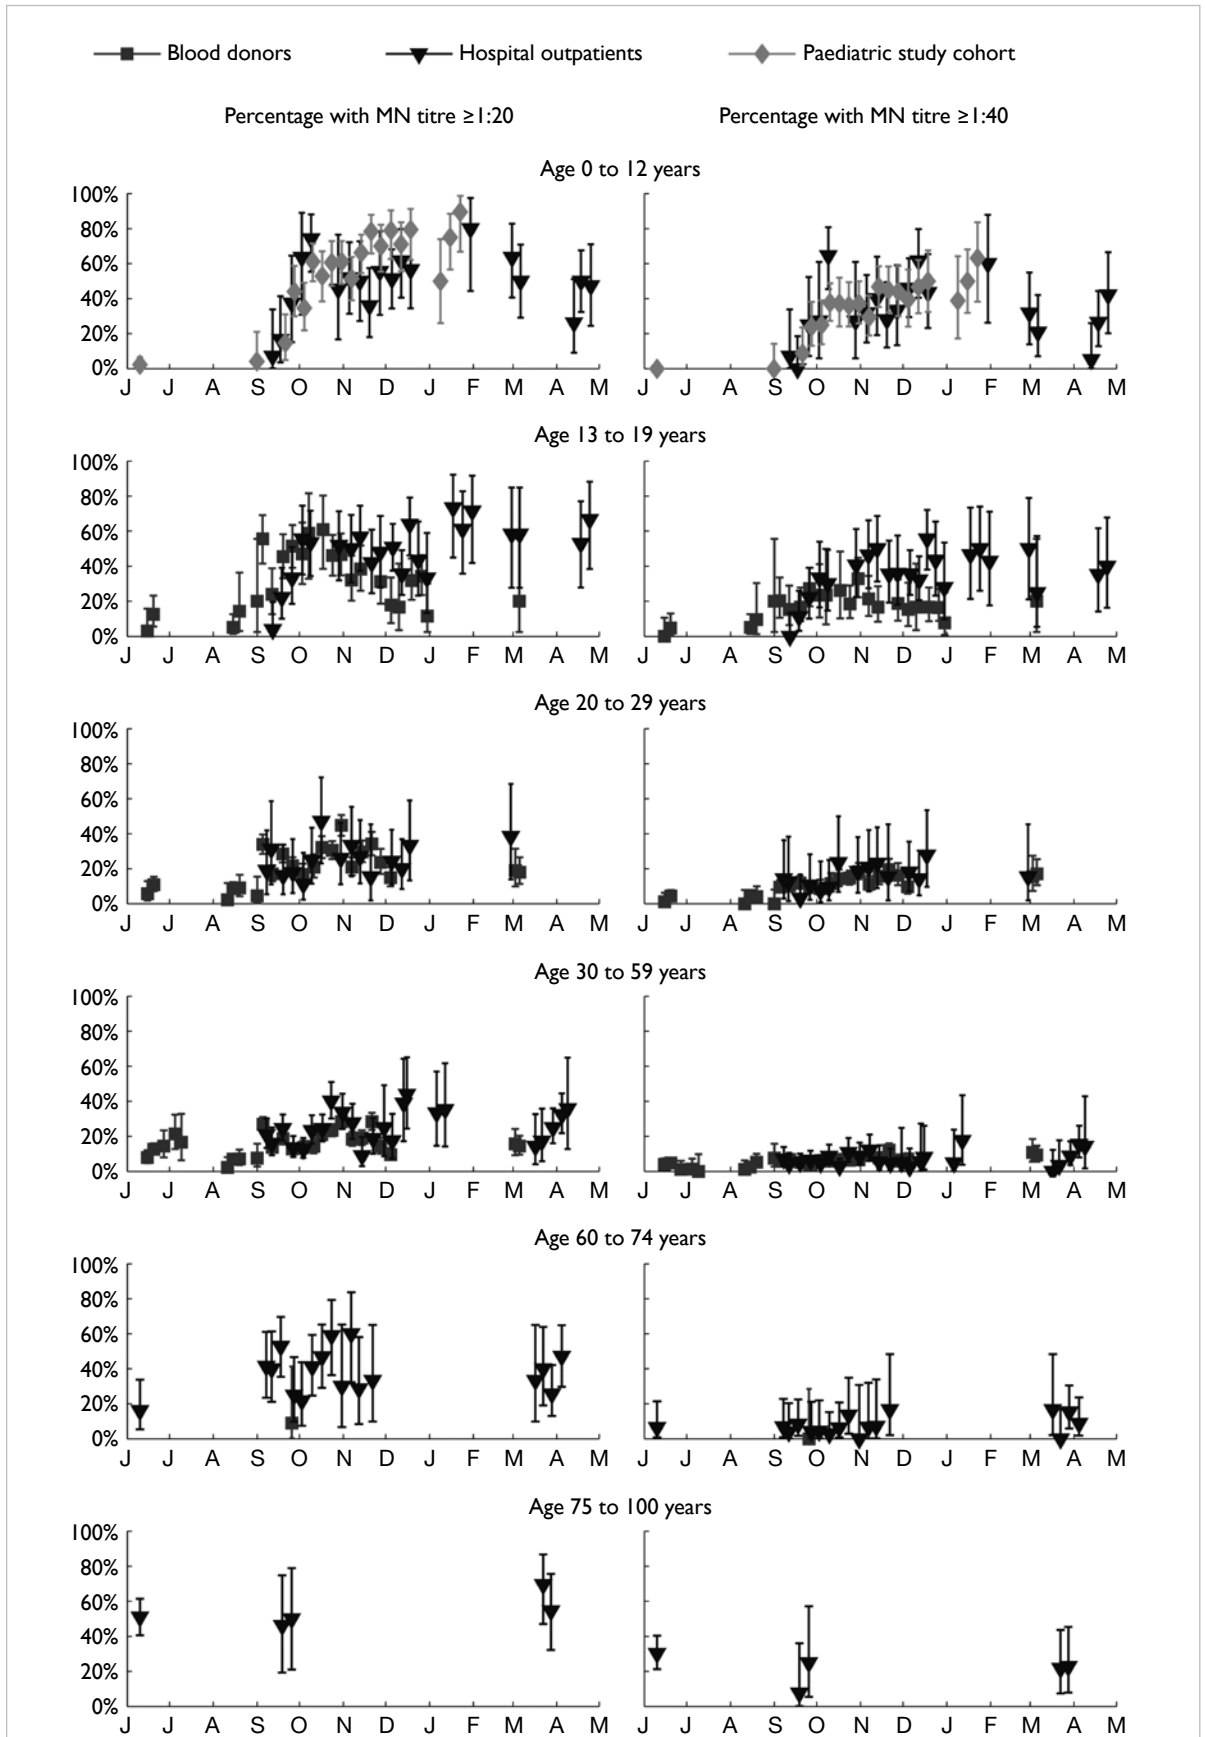 Blood donors Hospital outpatients Paediatric study cohort
Percentage with MN titre ≥1:20 Percentage with MN titre ≥1:40
Age 0 to 12 years
100%
80%
60%
40%
20%
0%
J J A S O N D J F M A M J J A S O N D J F M A M
Age 13 to 19 years
100%
80%
60%
40%
20%
0%
J J A S O N D J F M A M J J A S O N D J F M A M
Age 20 to 29 years
100%
80%
60%
40%
20%
0%
J J A S O N D J F M A M J J A S O N D J F M A M
Age 30 to 59 years
100%
80%
60%
40%
20%
0%
J J A S O N D J F M A M J J A S O N D J F M A M
Age 60 to 74 years
100%
80%
60%
40%
20%
0%
J J A S O N D J F M A M J J A S O N D J F M A M
Age 75 to 100 years
100%
80%
60%
40%
20%
0%
J J A S O N D J F M A M J J A S O N D J F M A M